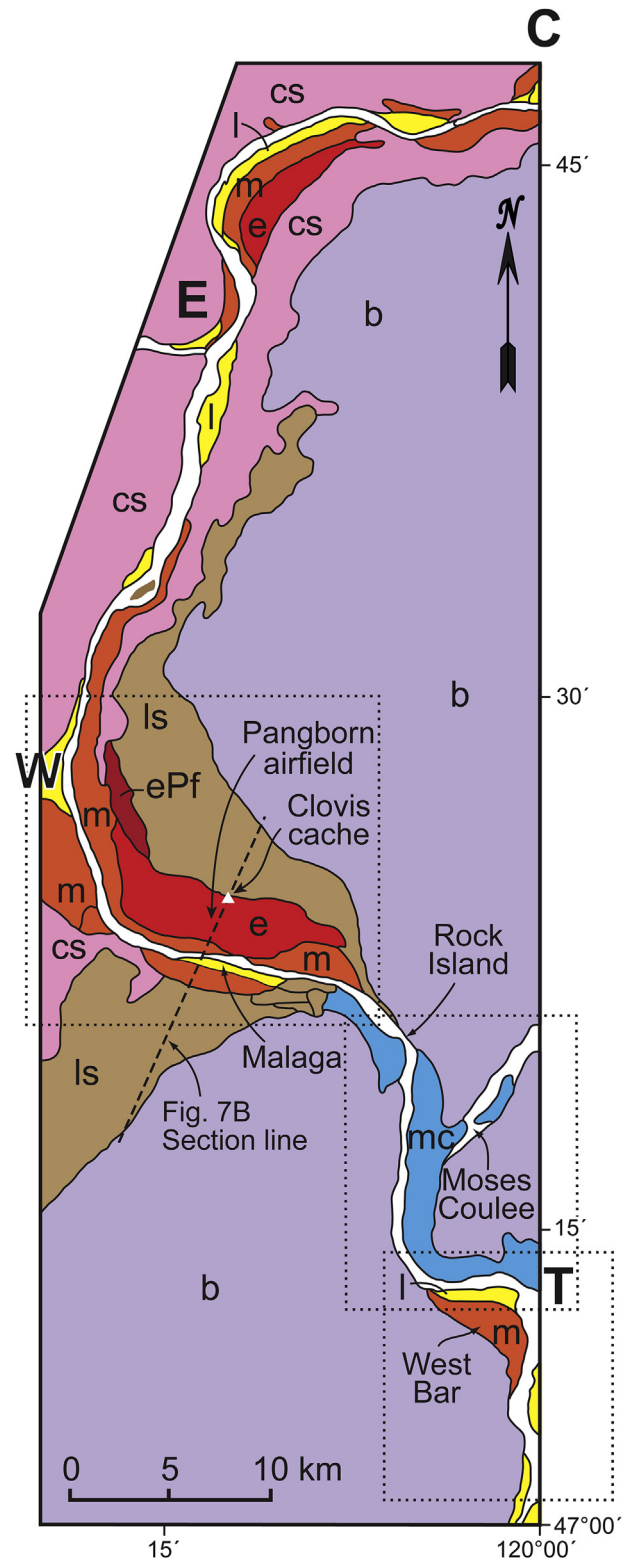 C
cs
l
45´
m
N
e
cs
E
b
l
cs
b
30´
ls
Pangborn
airfield
W
ePf
Clovis
cache
m
m
e
Rock
Island
cs
m
Malaga
ls
Fig. 7B
Section line
mc
Moses
Coulee
15´
b
l
T
m
West
Bar
0 5 10 km
47°00´
15´
120°00´